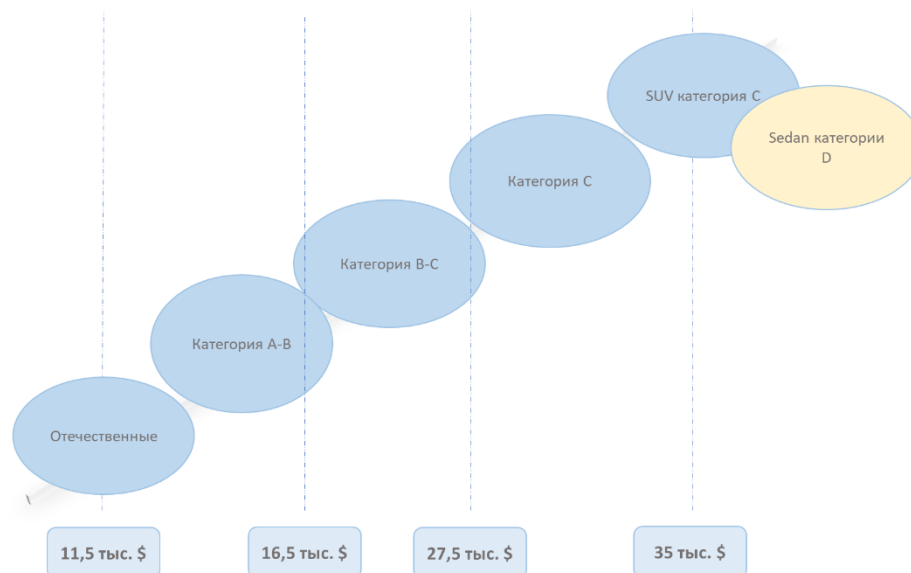 SUV категория С
Sedan категории
D
Категория С
Категория В-С
Категория А-В
Отечественные
11,5 тыс. $
16,5 тыс. $
27,5 тыс. $
35 тыс. $